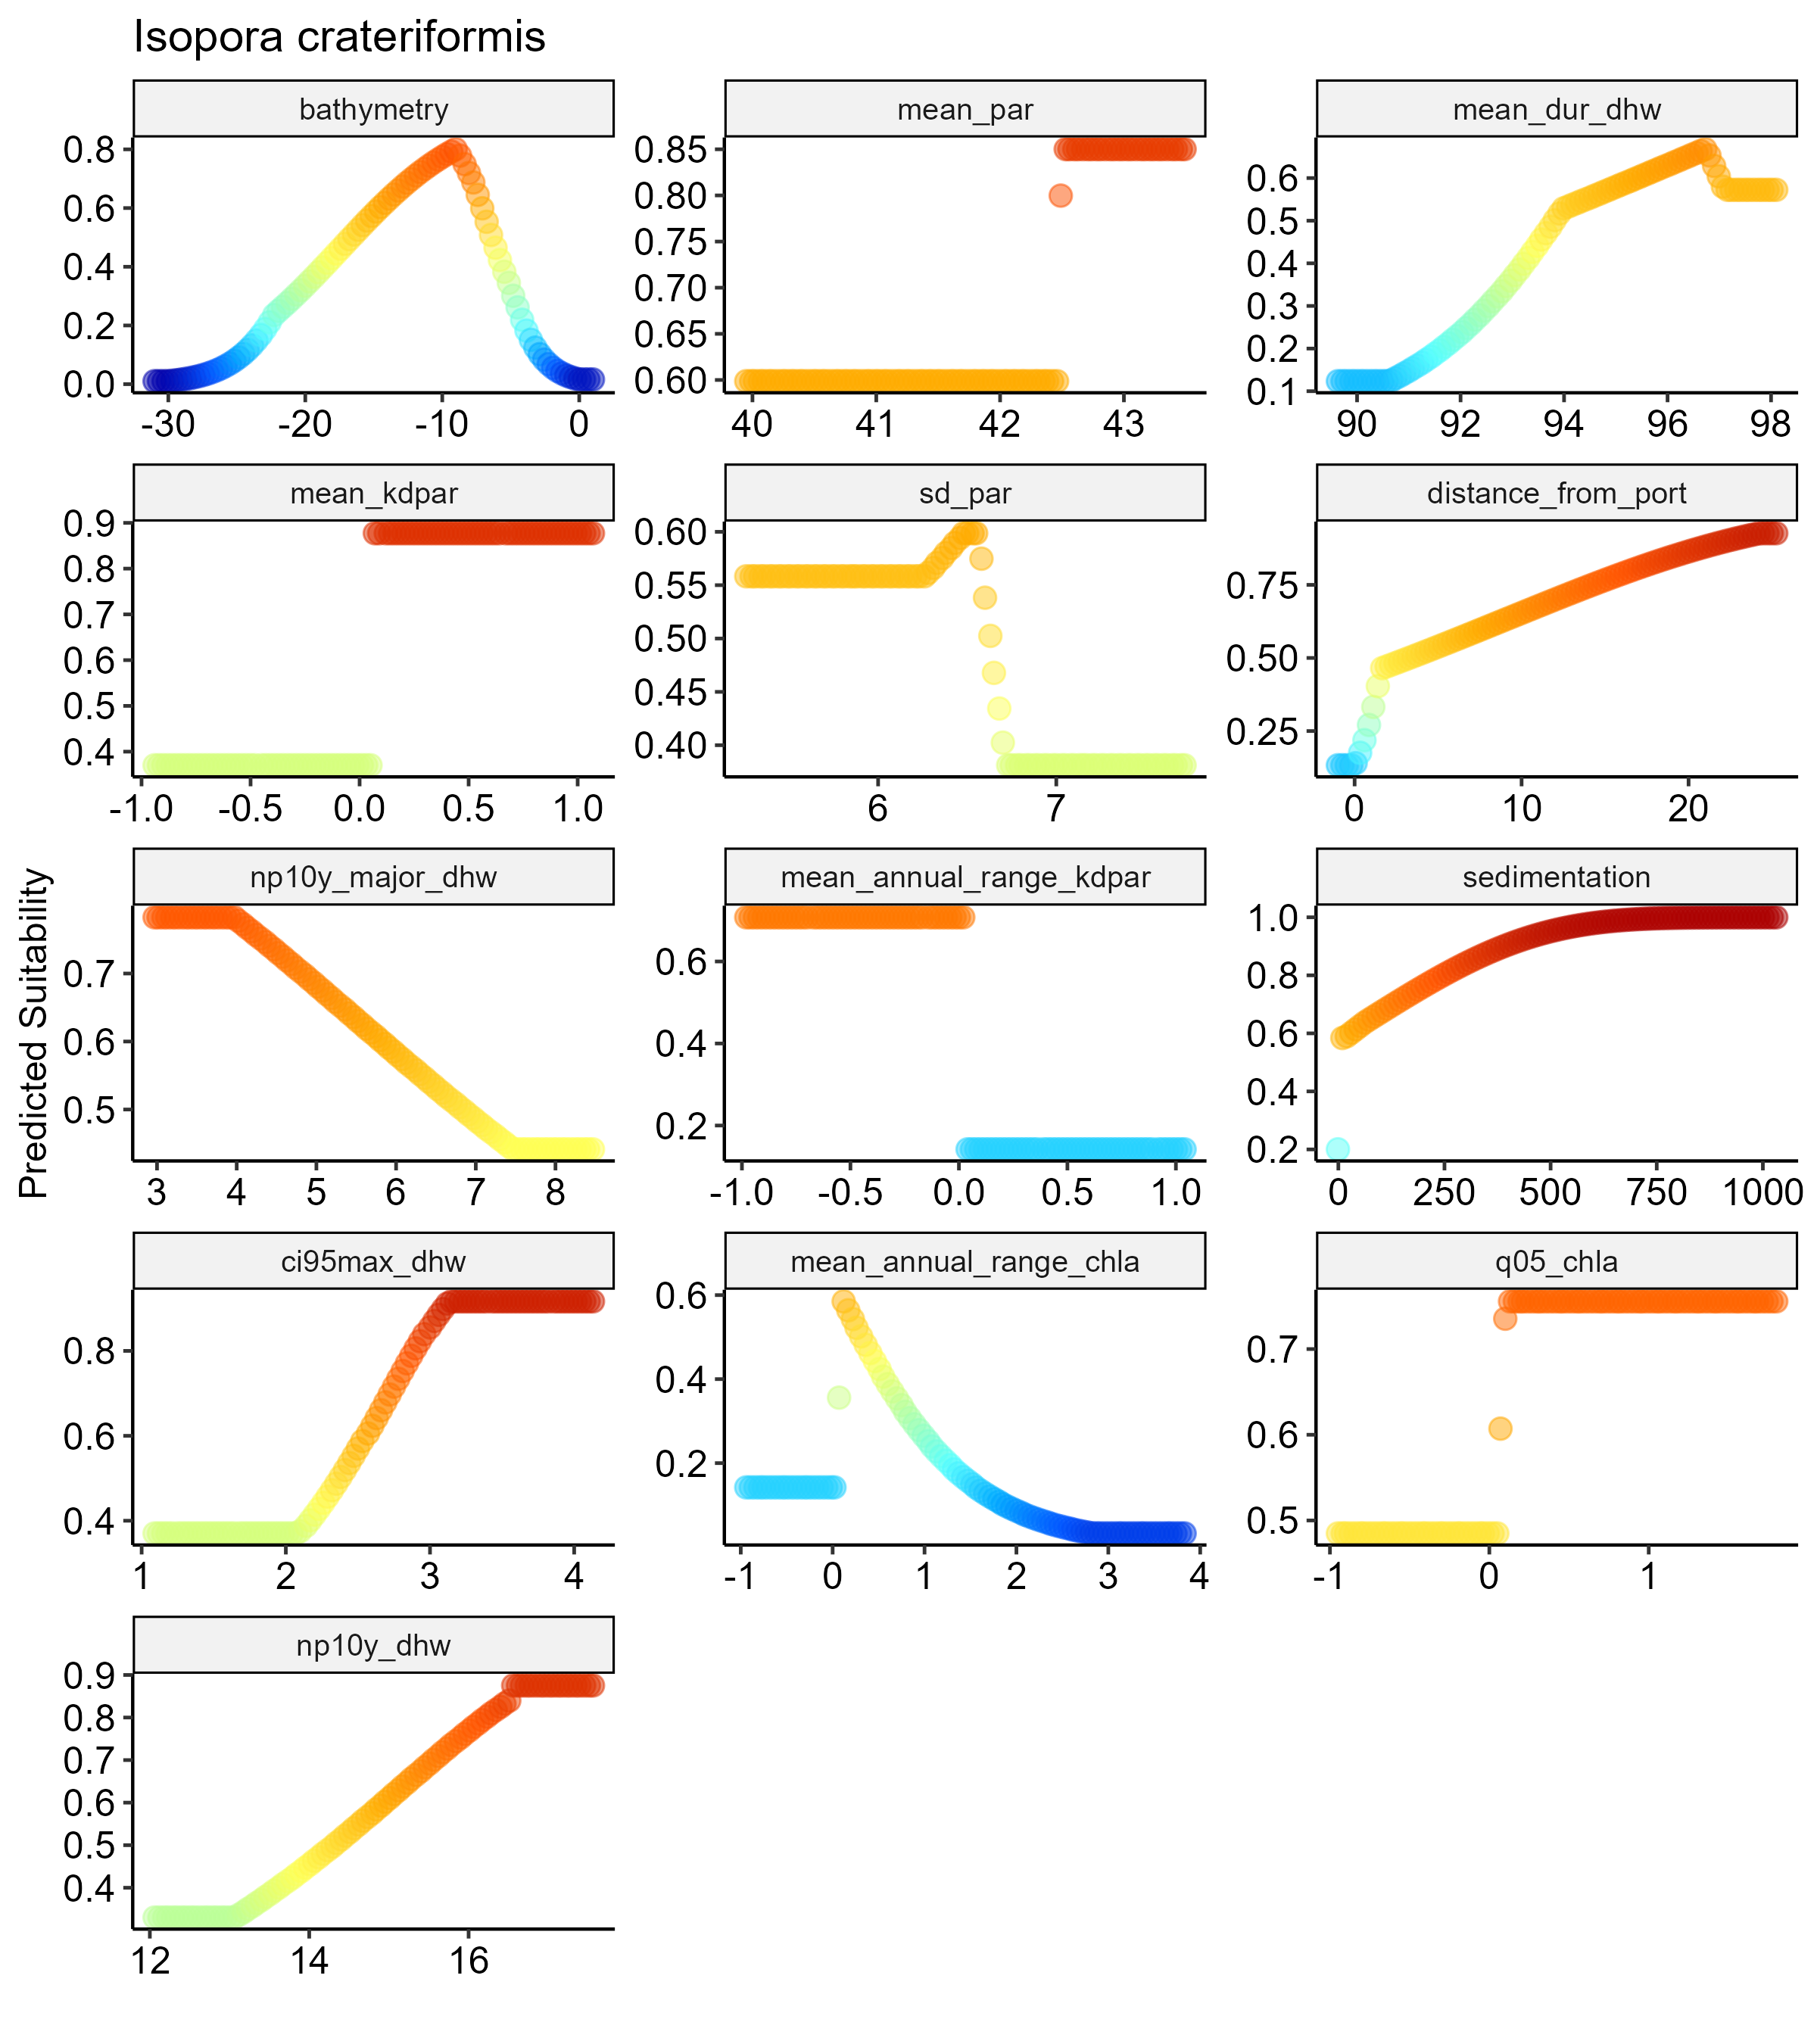 Isopora crateriformis
bathymetry
mean_par
mean_dur_dhw
0.8
0.6
0.4
0.2
0.0
-30 -20 -10 0
0.85
0.80
0.75
0.70
0.65
0.60
40 41 42 43
0.6
0.5
0.4
0.3
0.2
0.1
90 92 94 96 98
mean_kdpar
sd_par
distance_from_port
0.9
0.8
0.7
0.6
0.5
0.4
-1.0 -0.5 0.0 0.5 1.0
0.60
0.55
0.50
0.45
0.40
6 7
0.75
0.50
0.25
0 10 20
Predicted Suitability
np10y_major_dhw
mean_annual_range_kdpar
sedimentation
0.7
0.6
0.5
3 4 5 6 7 8
0.6
0.4
0.2
-1.0 -0.5 0.0 0.5 1.0
1.0
0.8
0.6
0.4
0.2
0 250 500 750 1000
ci95max_dhw
mean_annual_range_chla
q05_chla
0.8
0.6
0.4
1 2 3 4
0.6
0.4
0.2
-1 0 1 2 3 4
0.7
0.6
0.5
-1 0 1
np10y_dhw
0.9
0.8
0.7
0.6
0.5
0.4
12 14 16